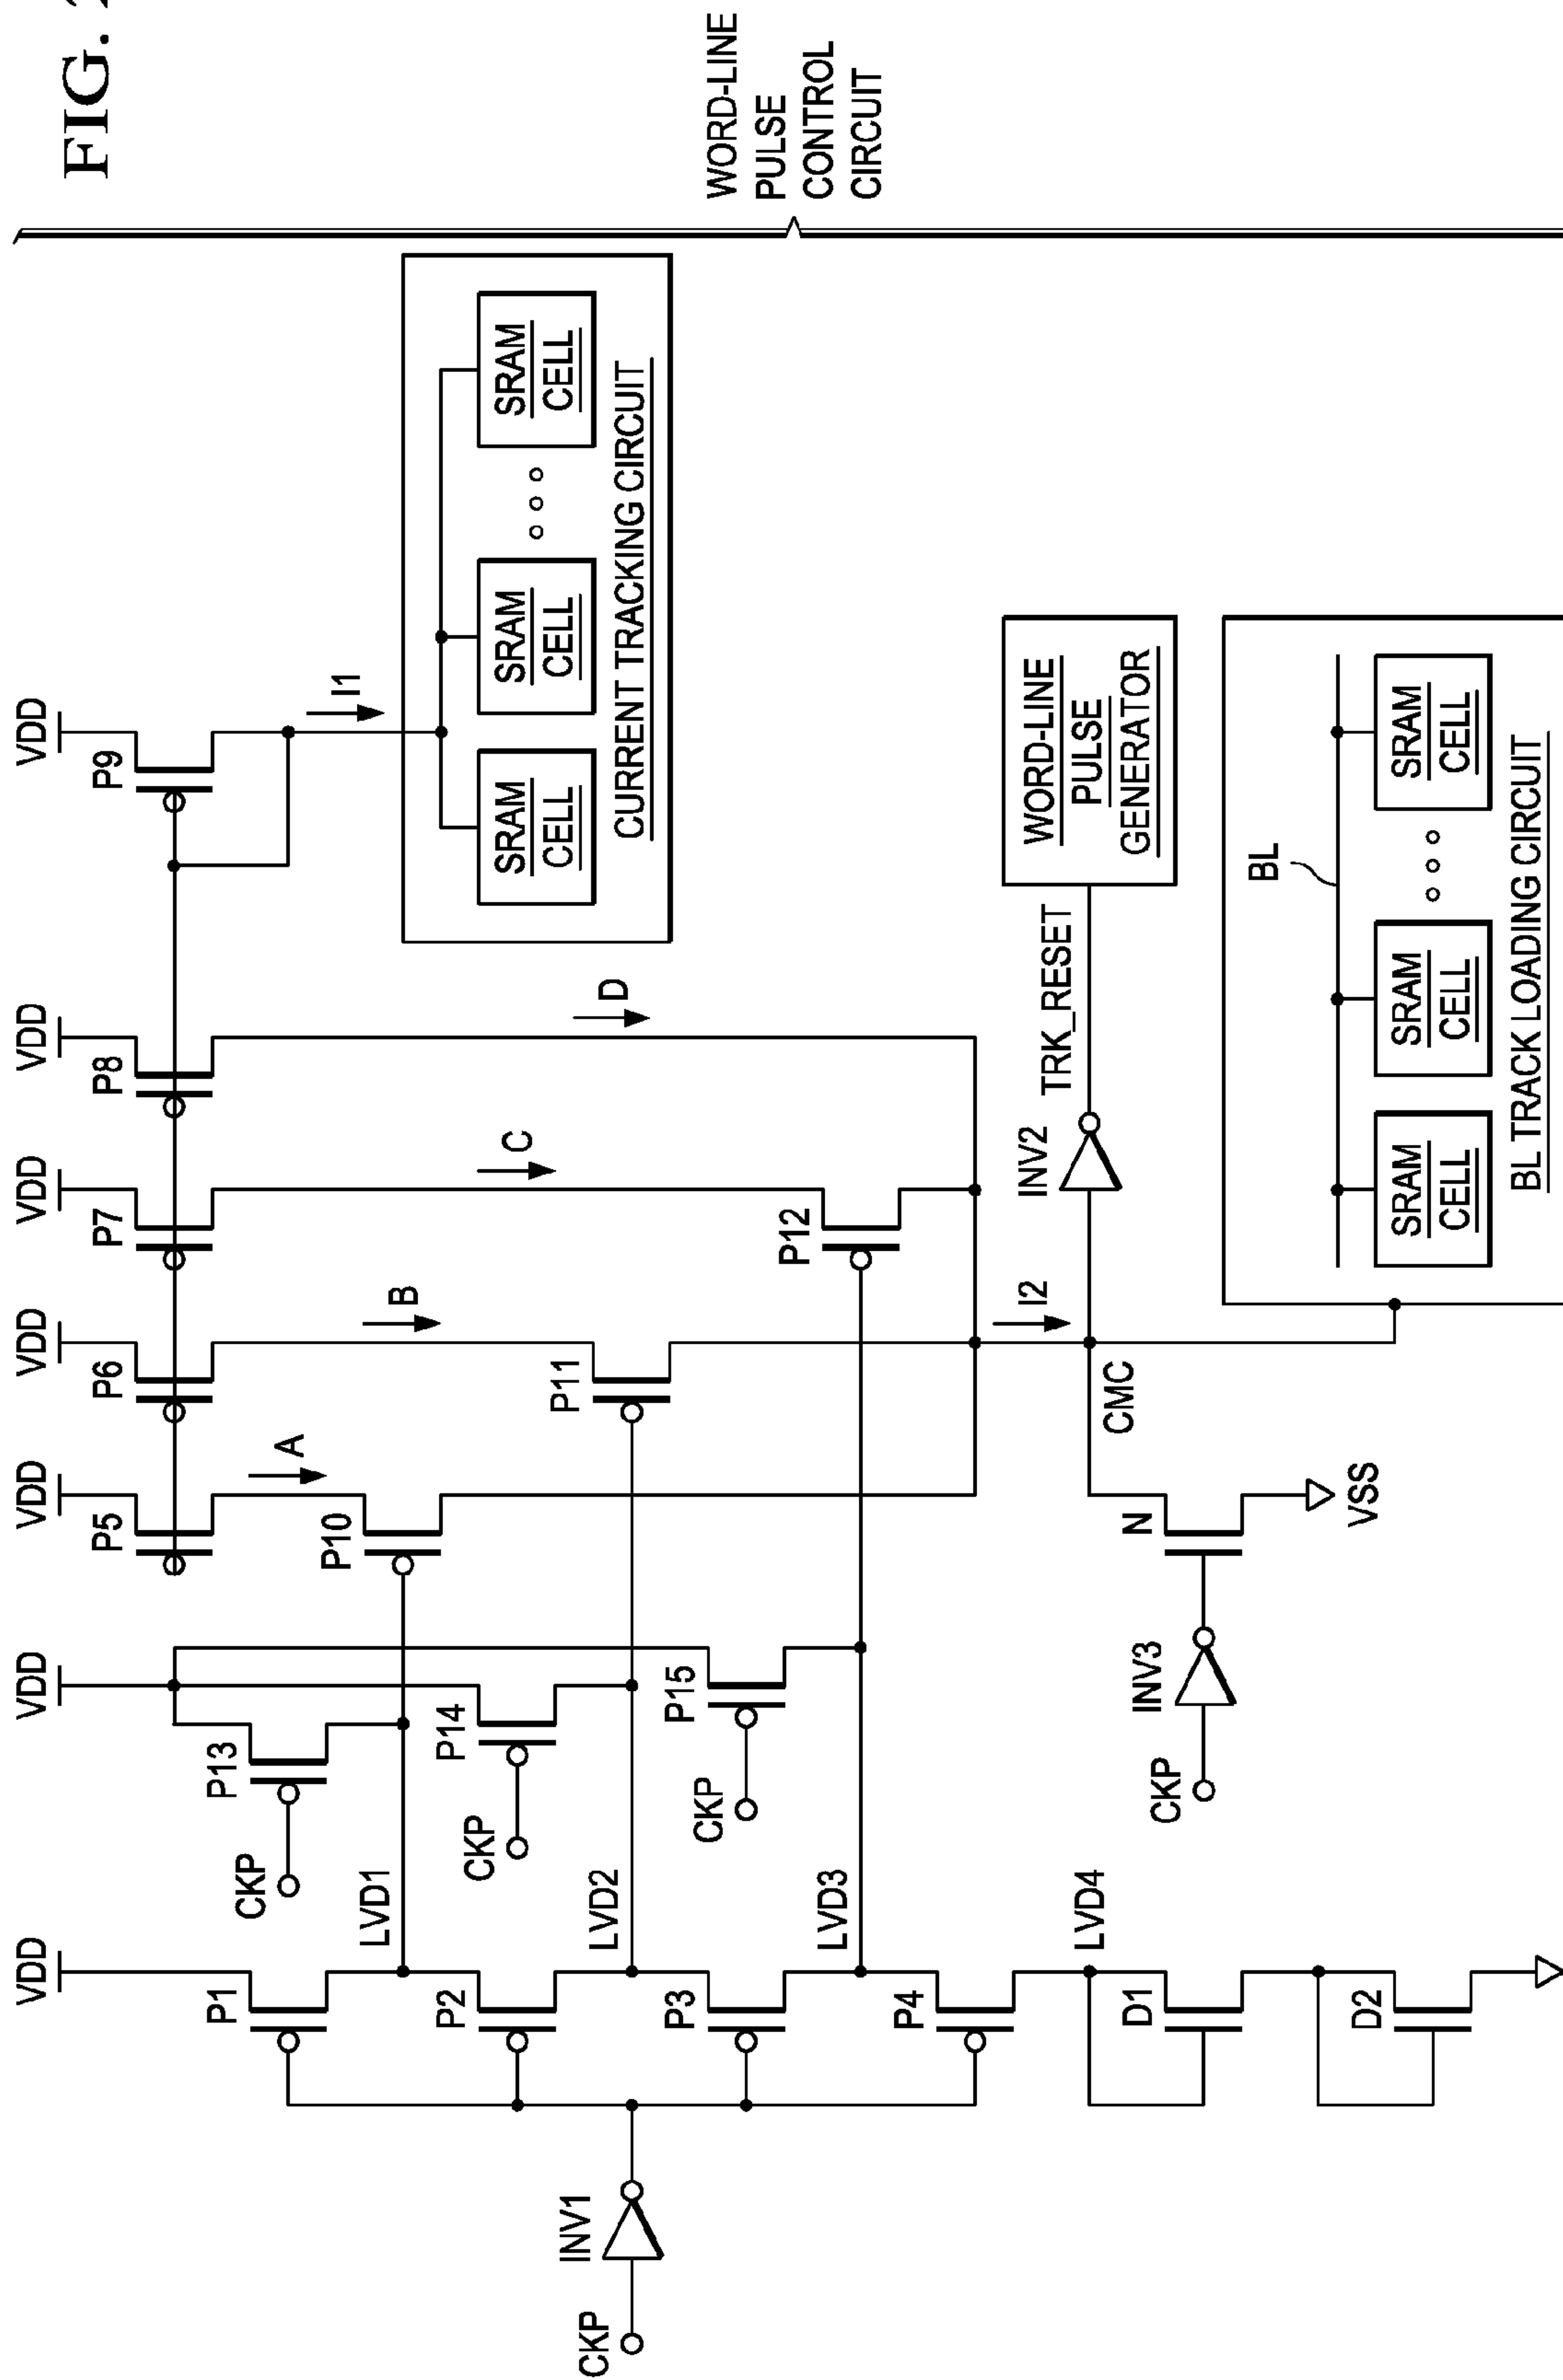 FIG. 2
WORD-LINE
PULSE
CONTROL
CIRCUIT
VDD
VDD
VDD
VDD
VDD
VDD
VDD
P1
P13
P5
P6
P7
P8
P9
CKP
A
I1
LVD1
P10
B
SRAM
CELL
SRAM
CELL
SRAM
CELL
CURRENT TRACKING CIRCUIT
P2
P14
CKP
C
INV1
CKP
LVD2
P11
D
P3
P15
CKP
P12
LVD3
P4
I2
LVD4
CMC
INV2
TRK_RESET
WORD-LINE
PULSE
GENERATOR
D1
INV3
CKP
N
VSS
BL
D2
SRAM
CELL
SRAM
CELL
SRAM
CELL
BL TRACK LOADING CIRCUIT